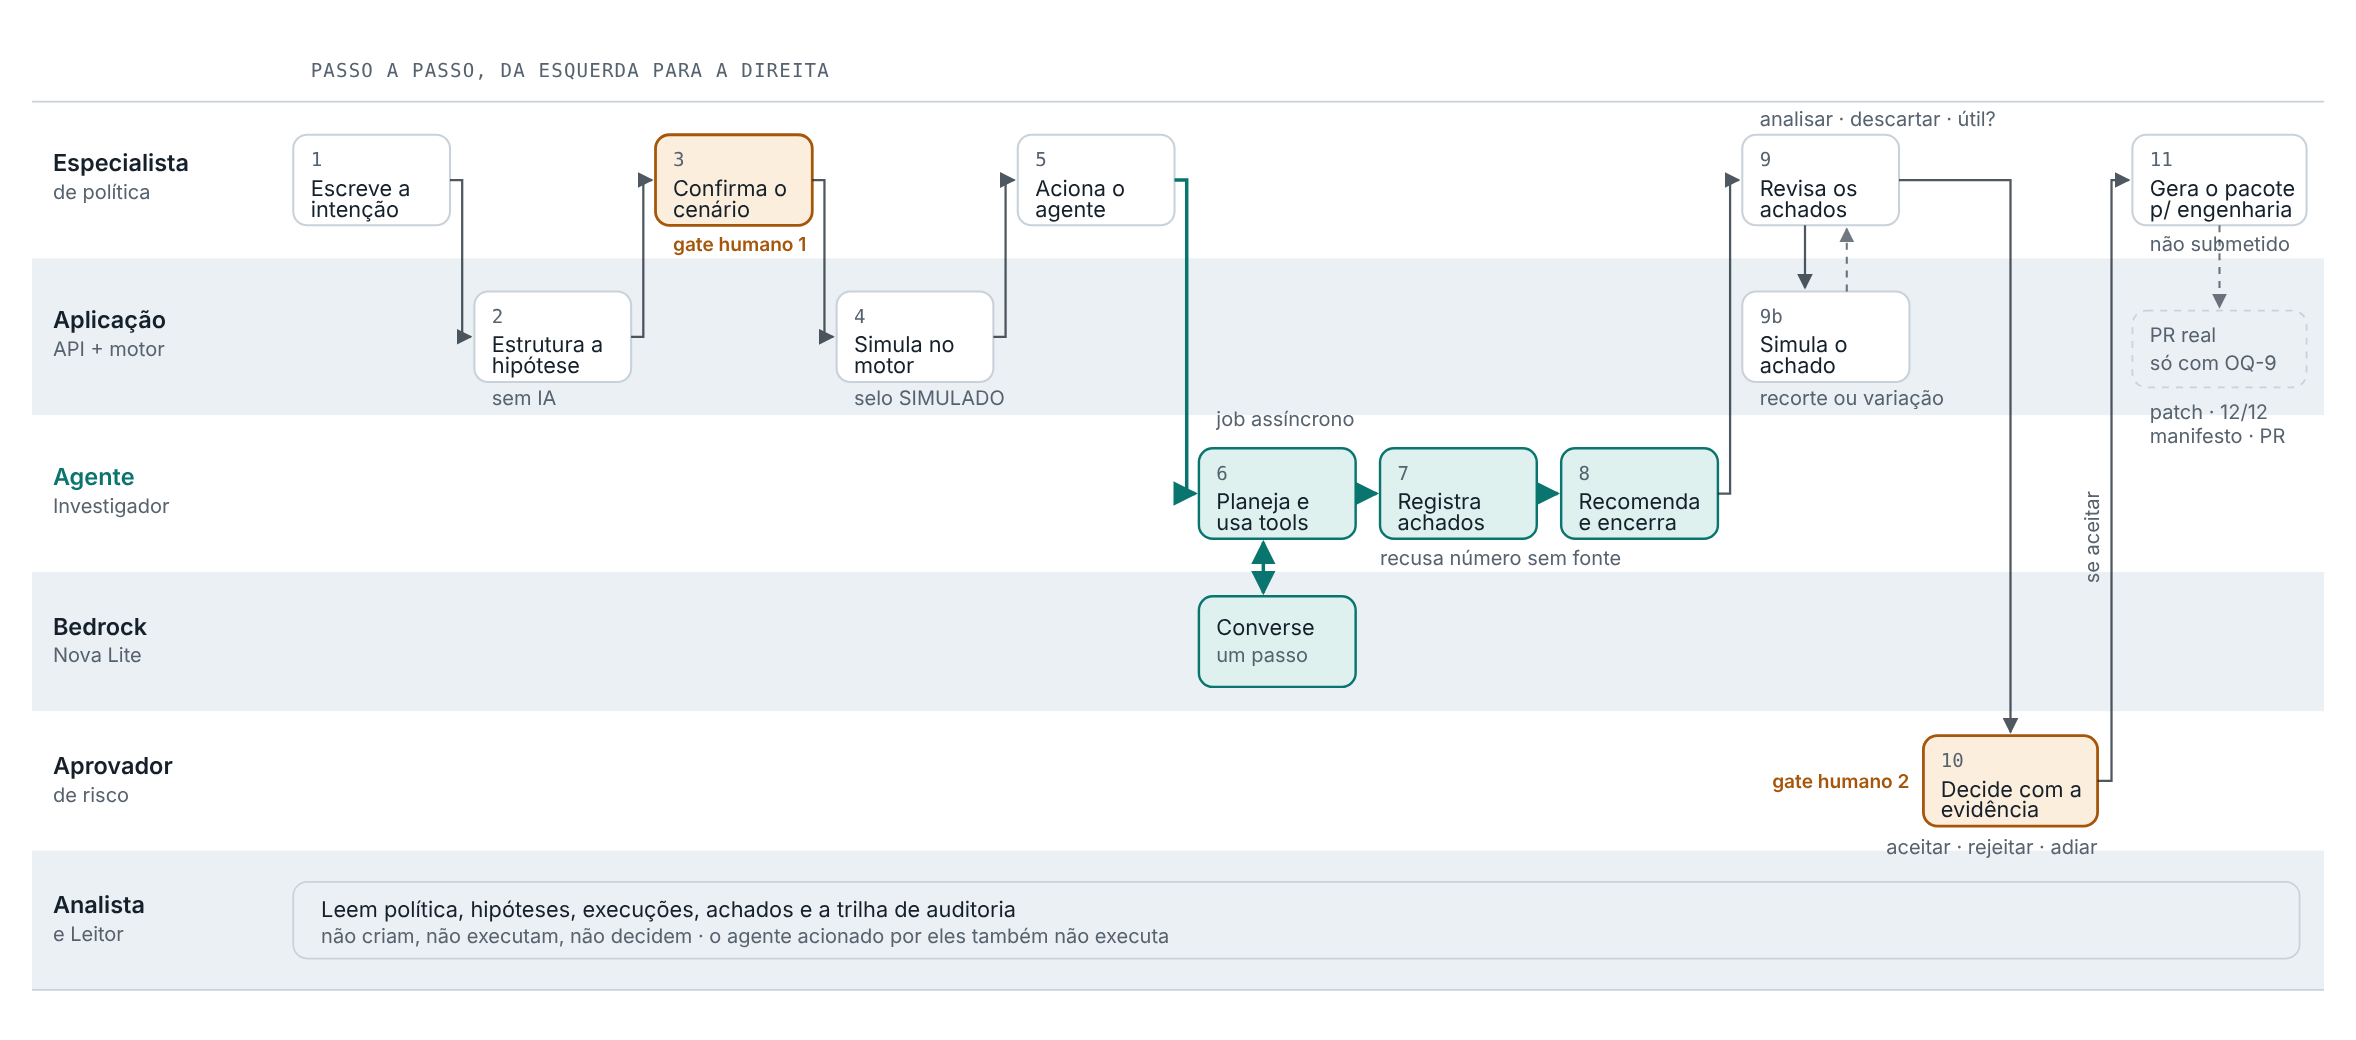 PASSO A PASSO, DA ESQUERDA PARA A DIREITA
Especialista
de política
1
Escreve a
intenção
3
Confirma o
cenário
gate humano 1
5
Aciona o
agente
analisar · descartar · útil?
9
Revisa os
achados
11
Gera o pacote
p/ engenharia
não submetido
Aplicação
API + motor
2
Estrutura a
hipótese
sem IA
4
Simula no
motor
selo SIMULADO
9b
Simula o
achado
recorte ou variação
PR real
só com OQ-9
patch · 12/12
manifesto · PR
Agente
Investigador
job assíncrono
6
Planeja e
usa tools
7
Registra
achados
recusa número sem fonte
8
Recomenda
e encerra
se aceitar
Bedrock
Nova Lite
Converse
um passo
Aprovador
de risco
gate humano 2
10
Decide com a
evidência
aceitar · rejeitar · adiar
Analista
e Leitor
Leem política, hipóteses, execuções, achados e a trilha de auditoria
não criam, não executam, não decidem · o agente acionado por eles também não executa